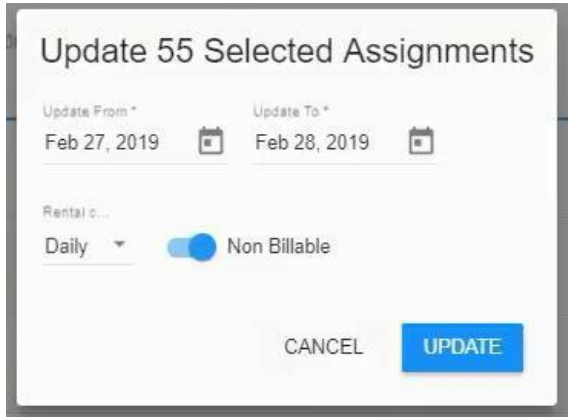 Update 55 Selected Assignments
Update From * Update To *
Feb 27, 2019 Feb 28, 2019
Rental c...
Daily Non Billable
CANCEL UPDATE